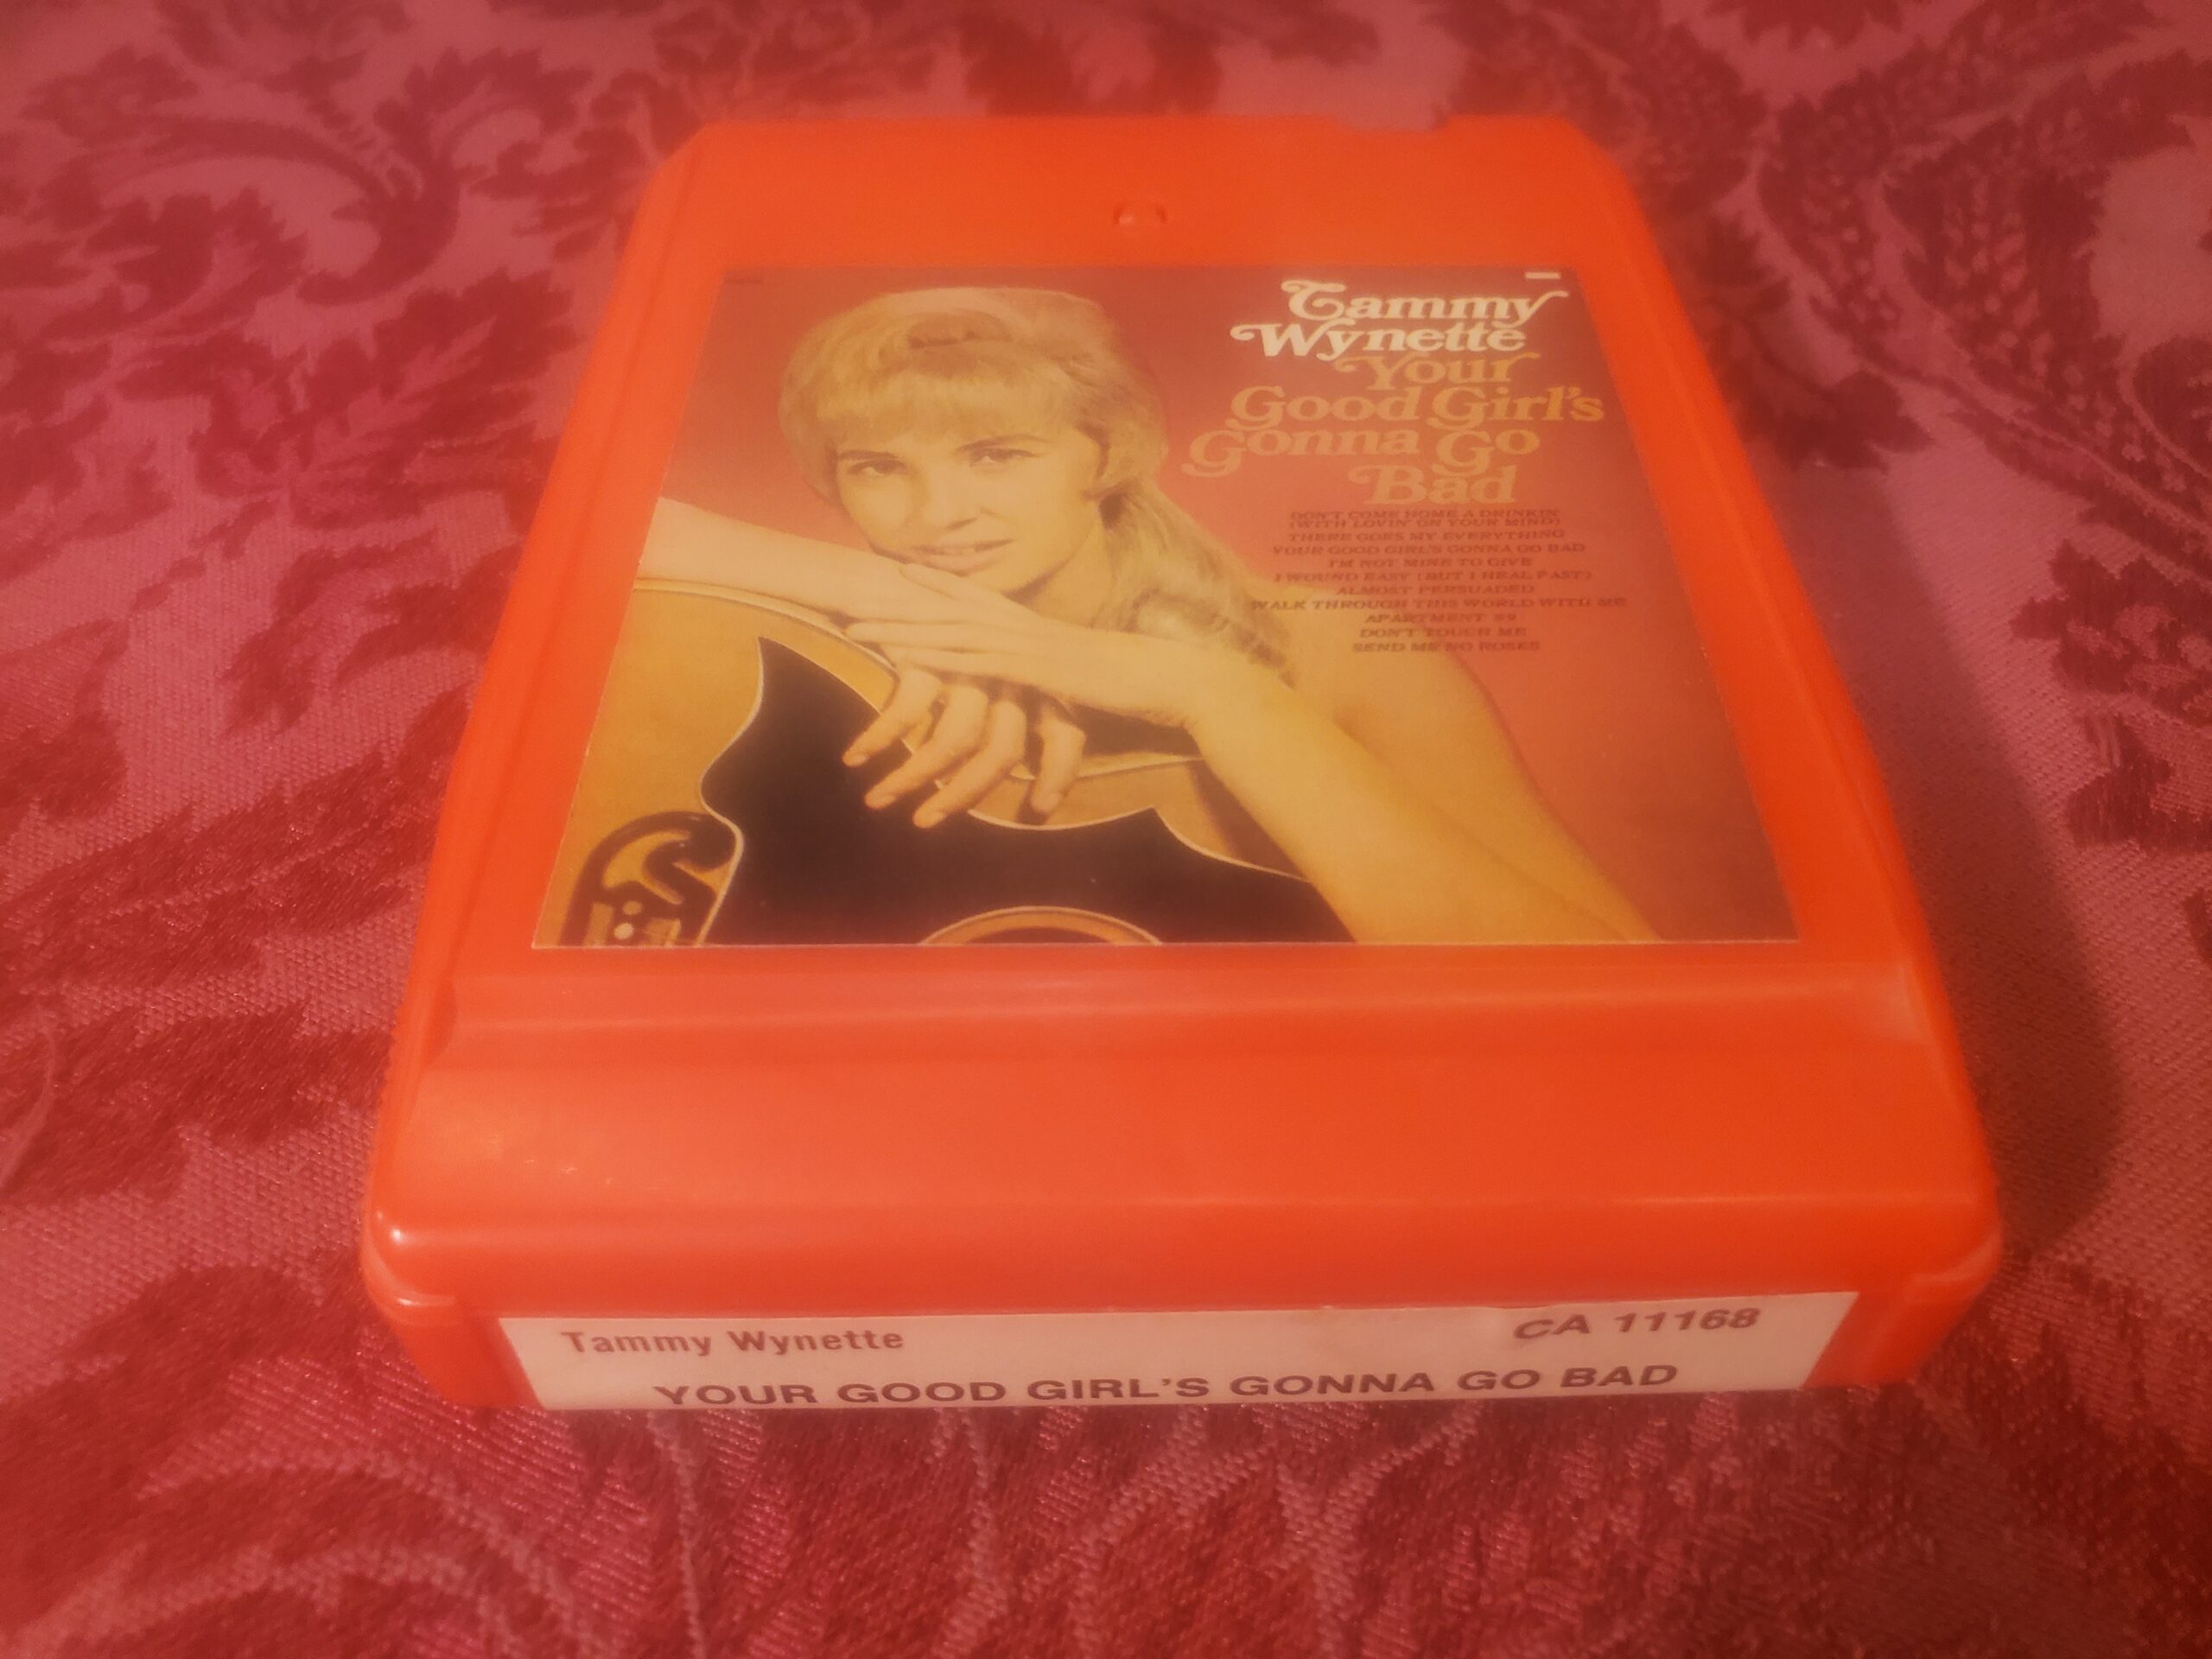 Tammy
Wynette
Your
Good Girl's
Gonna Go
Bad
DON'T COME HOME A DRINKIN'
(WITH LOVIN' ON YOUR MIND)
THERE GOES MY EVERYTHING
YOUR GOOD GIRL'S GONNA GO BAD
I'M NOT MINE TO GIVE
I WOUND EASY (BUT I HEAL FAST)
ALMOST PERSUADED
WALK THROUGH THIS WORLD WITH ME
APARTMENT #9
DON'T TOUCH ME
SEND ME NO ROSES
Tammy Wynette
CA 11168
YOUR GOOD GIRL'S GONNA GO BAD